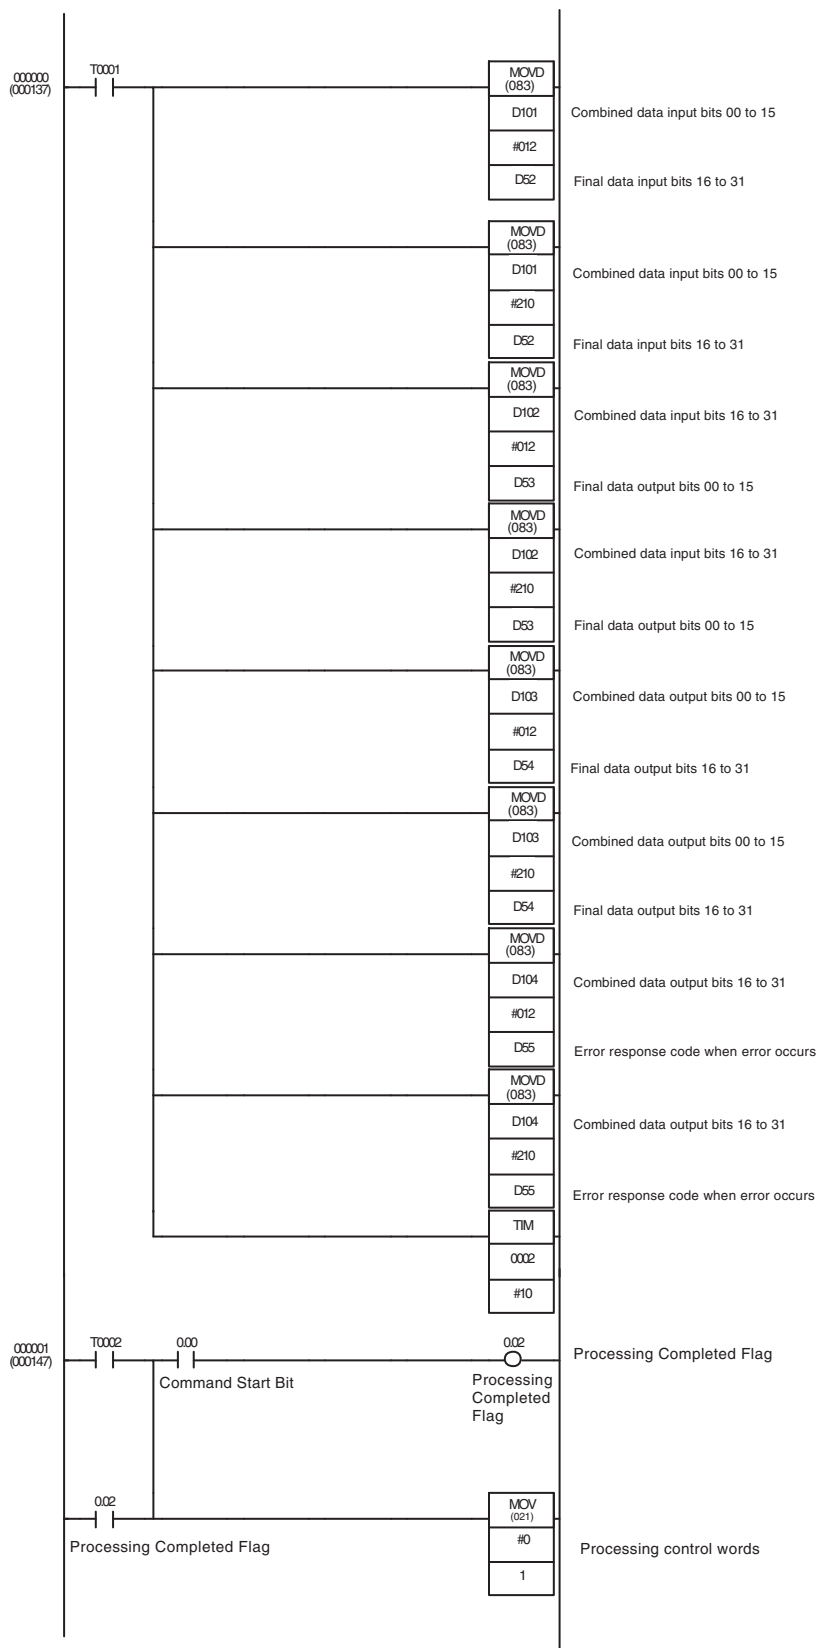 000000
(000137)
T0001
MOVD
(083)
D101 Combined data input bits 00 to 15
#012
D52 Final data input bits 16 to 31
MOVD
(083)
D101 Combined data input bits 00 to 15
#210
D52 Final data input bits 16 to 31
MOVD
(083)
D102 Combined data input bits 16 to 31
#012
D53 Final data output bits 00 to 15
MOVD
(083)
D102 Combined data input bits 16 to 31
#210
D53 Final data output bits 00 to 15
MOVD
(083)
D103 Combined data output bits 00 to 15
#012
D54 Final data output bits 16 to 31
MOVD
(083)
D103 Combined data output bits 00 to 15
#210
D54 Final data output bits 16 to 31
MOVD
(083)
D104 Combined data output bits 16 to 31
#012
D55 Error response code when error occurs
MOVD
(083)
D104 Combined data output bits 16 to 31
#210
D55 Error response code when error occurs
TIM
0002
#10
000001
(000147)
T0002 0.00 0.02
Processing Completed Flag
Command Start Bit
Processing
Completed
Flag
0.02
Processing Completed Flag
MOV
(021)
#0
1
Processing control words